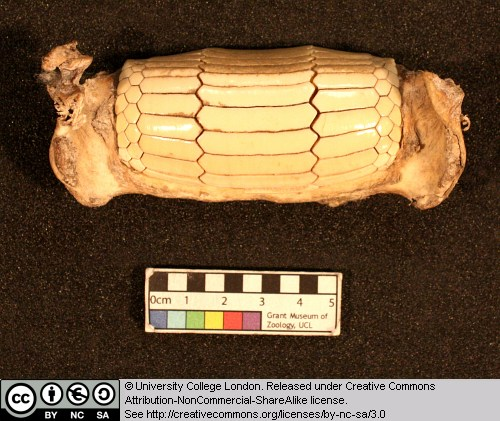 0cm 1 2 3 4 5
Grant Museum of
Zoology, UCL
cc BY NC SA
© University College London. Released under Creative Commons
Attribution-NonCommercial-ShareAlike license.
See http://creativecommons.org/licenses/by-nc-sa/3.0